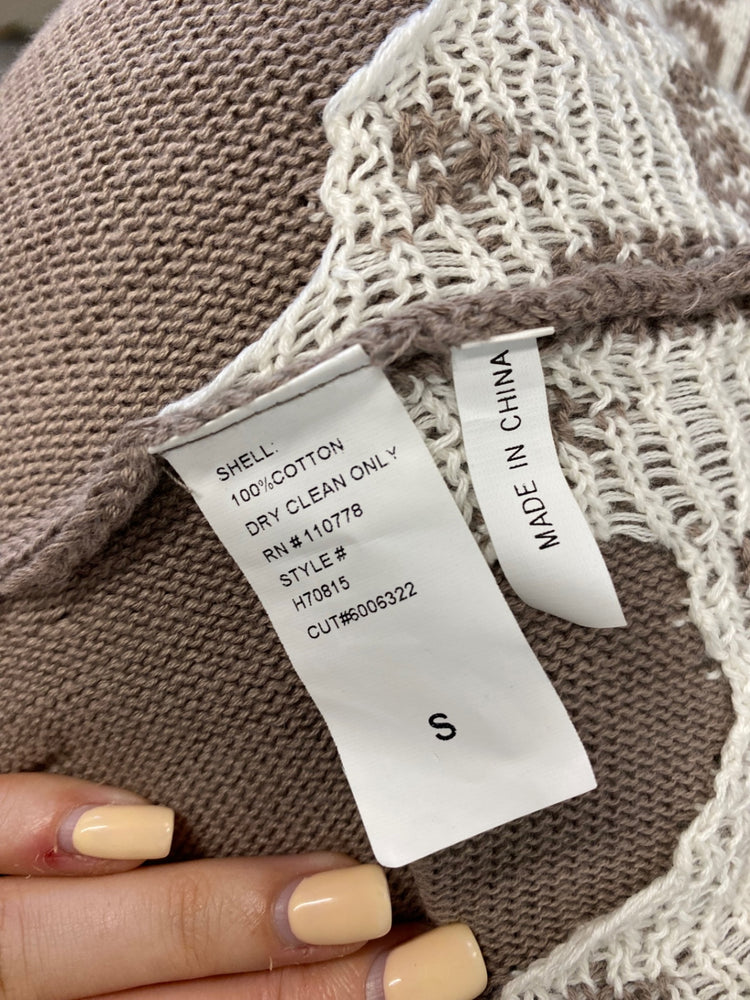 SHELL:
100%COTTON
DRY CLEAN ONLY
RN#110778
STYLE#
H70815
CUT#6006322
S
MADE IN CHINA